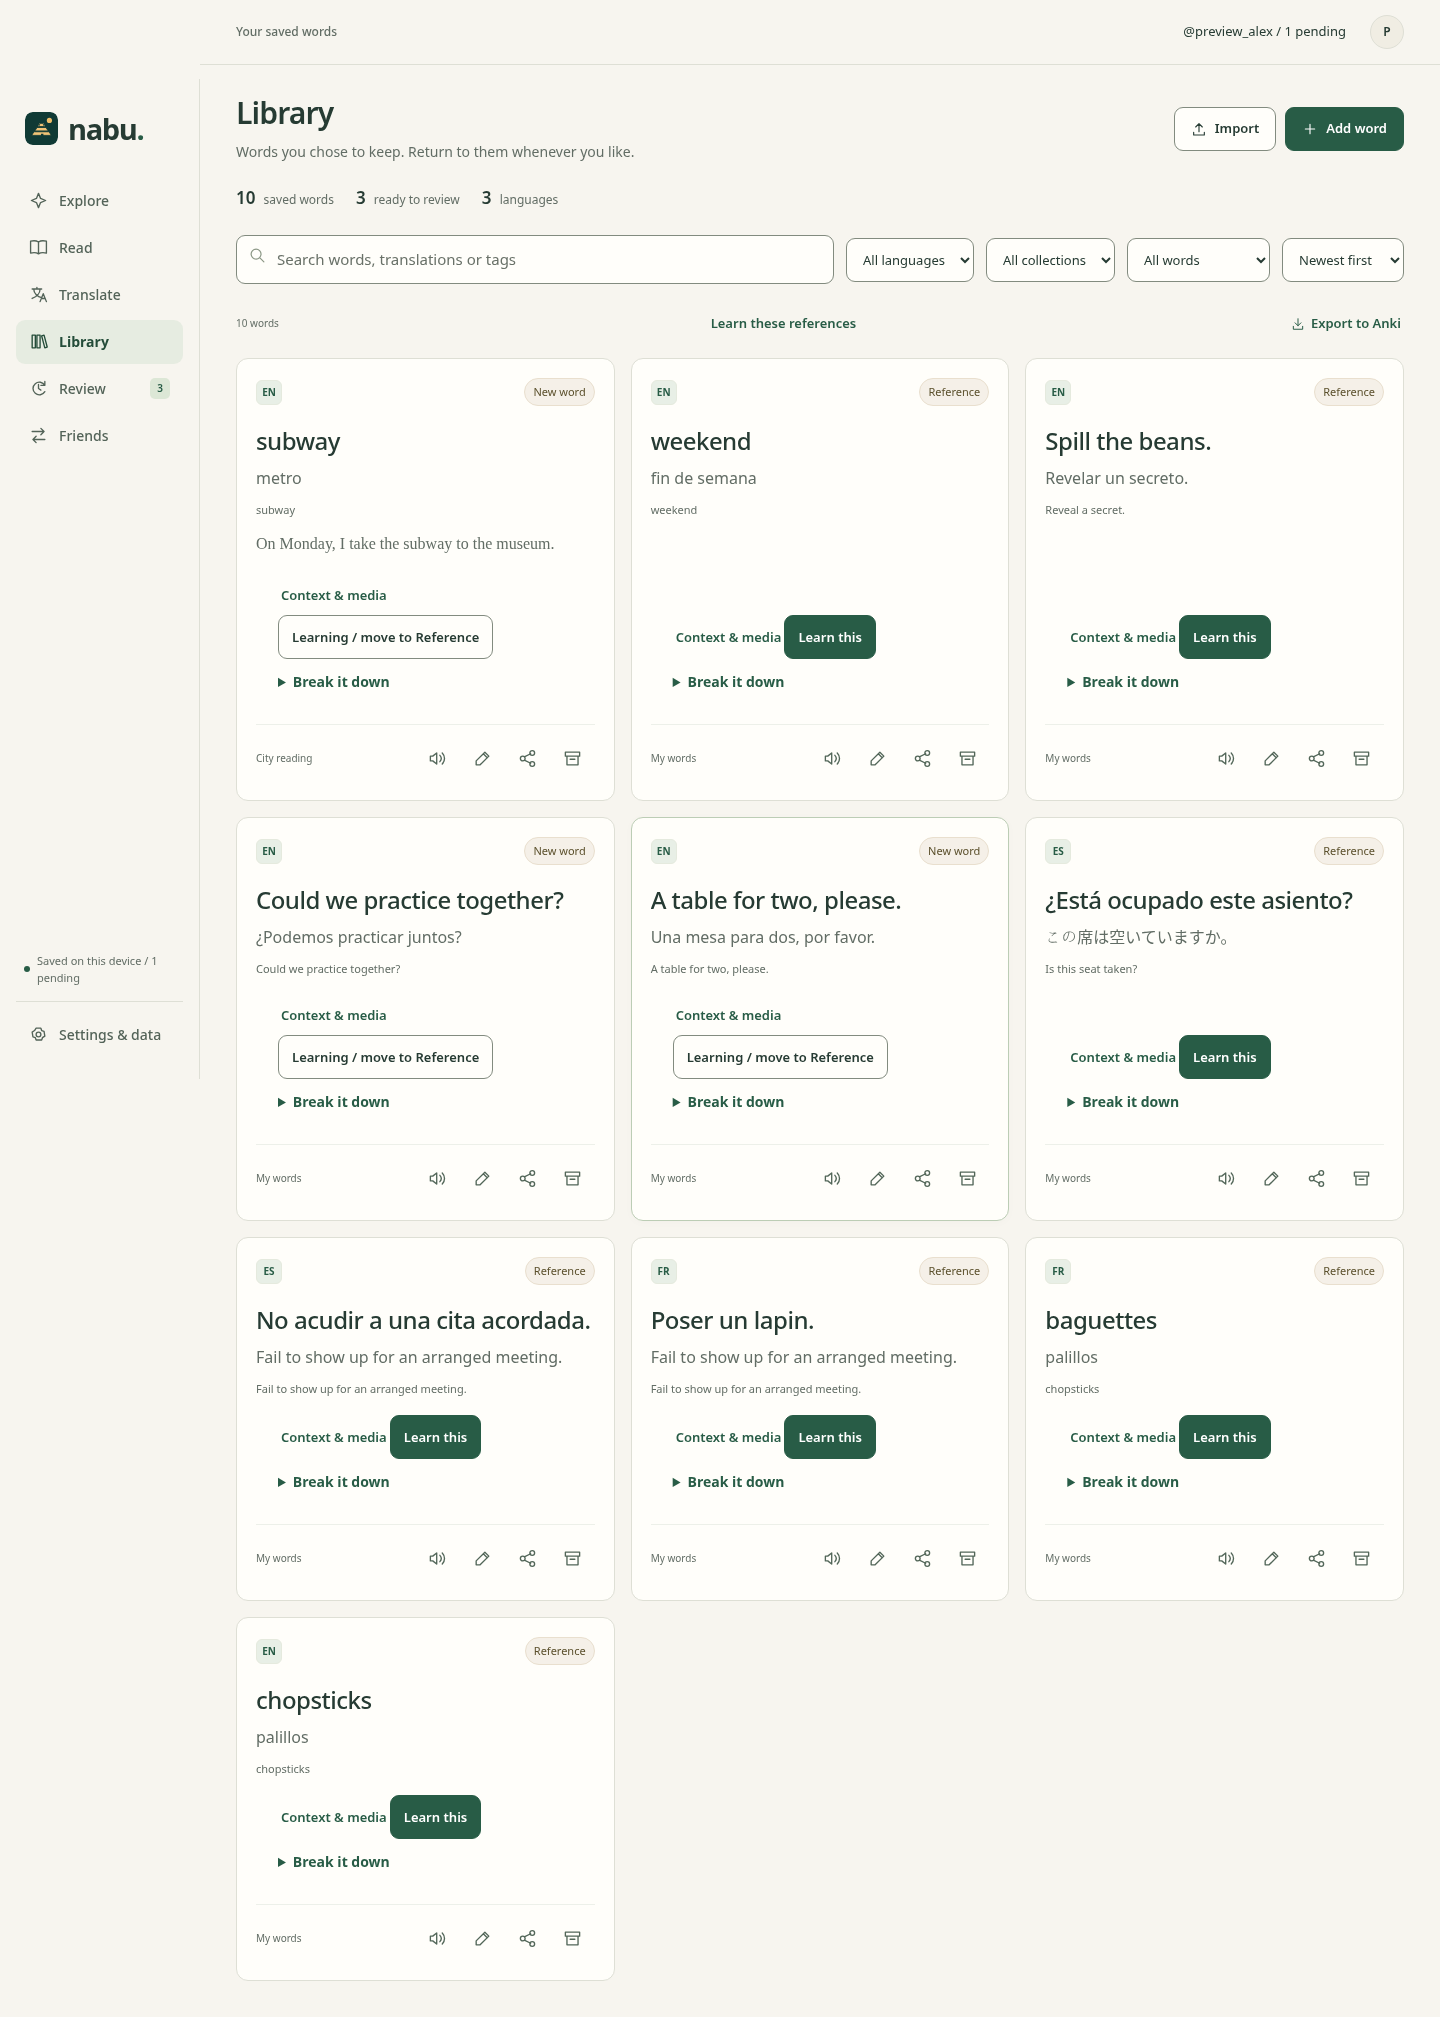 Your saved words
@preview_alex / 1 pending
P
nabu.
Explore
Read
Translate
Library
Review
3
Friends
Saved on this device / 1
pending
Settings & data
Library
Words you chose to keep. Return to them whenever you like.
Import
Add word
10 saved words 3 ready to review 3 languages
Search words, translations or tags
All languages
All collections
All words
Newest first
10 words
Learn these references
Export to Anki
EN
New word
subway
metro
subway
On Monday, I take the subway to the museum.
Context & media
Learning / move to Reference
Break it down
City reading
EN
Reference
weekend
fin de semana
weekend
Context & media
Learn this
Break it down
My words
EN
Reference
Spill the beans.
Revelar un secreto.
Reveal a secret.
Context & media
Learn this
Break it down
My words
EN
New word
Could we practice together?
¿Podemos practicar juntos?
Could we practice together?
Context & media
Learning / move to Reference
Break it down
My words
EN
New word
A table for two, please.
Una mesa para dos, por favor.
A table for two, please.
Context & media
Learning / move to Reference
Break it down
My words
ES
Reference
¿Está ocupado este asiento?
この席は空いていますか。
Is this seat taken?
Context & media
Learn this
Break it down
My words
ES
Reference
No acudir a una cita acordada.
Fail to show up for an arranged meeting.
Fail to show up for an arranged meeting.
Context & media
Learn this
Break it down
My words
FR
Reference
Poser un lapin.
Fail to show up for an arranged meeting.
Fail to show up for an arranged meeting.
Context & media
Learn this
Break it down
My words
FR
Reference
baguettes
palillos
chopsticks
Context & media
Learn this
Break it down
My words
EN
Reference
chopsticks
palillos
chopsticks
Context & media
Learn this
Break it down
My words